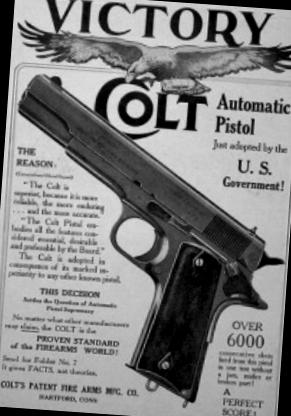 VICTORY
COLT
Automatic
Pistol
Just adopted by the
U. S.
Government!
THE
REASON:
"The Colt is
superior, because it is more
reliable, the more enduring
. . . and the more accurate."
"The Colt Pistol em-
bodies all the features con-
sidered essential, desirable
and preferable by the Board."
The Colt is adopted in
consequence of its marked su-
periority to any other known pistol.
THIS DECISION
Settles the Question of Automatic
Pistol Supremacy
No matter what other manufacturers
may claim, the COLT is the
PROVEN STANDARD
of the FIREARMS WORLD!
Send for Folder No. 7
It gives FACTS, not theories.
COLT'S PATENT FIRE ARMS MFG. CO.
HARTFORD, CONN
OVER
6000
consecutive shots
fired from this pistol
in one test without
a jam, misfire or
broken part!
A
PERFECT
SCORE!